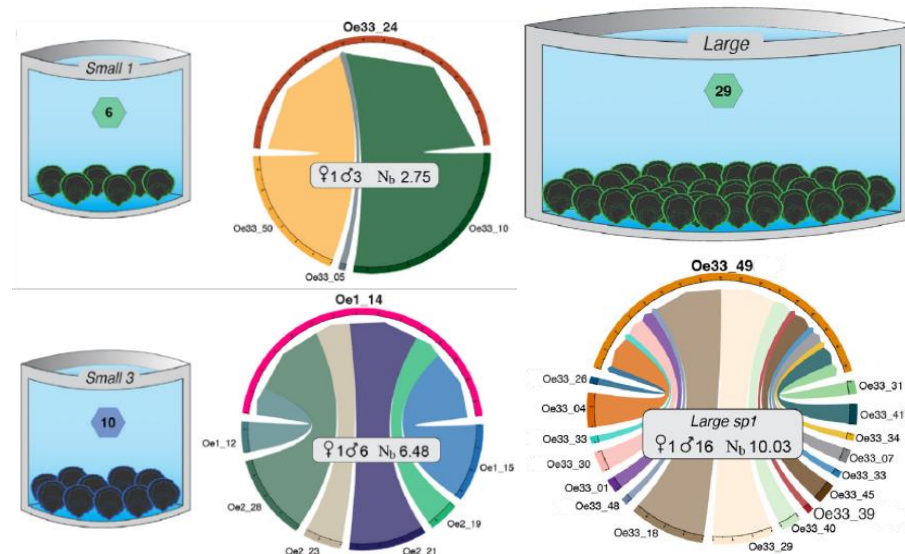 Small 1
6
Oe33_24
♀1♂3 Nb 2.75
Oe33_50
Oe33_05
Oe33_10
Large
29
Small 3
10
Oe1_14
♀1♂6 Nb 6.48
Oe1_12
Oe2_28
Oe2_23
Oe2_21
Oe2_19
Oe1_15
Oe33_49
Large sp1
♀1♂16 Nb 10.03
Oe33_26
Oe33_04
Oe33_33
Oe33_30
Oe33_01
Oe33_48
Oe33_18
Oe33_29
Oe33_40
Oe33_39
Oe33_45
Oe33_33
Oe33_07
Oe33_34
Oe33_41
Oe33_31